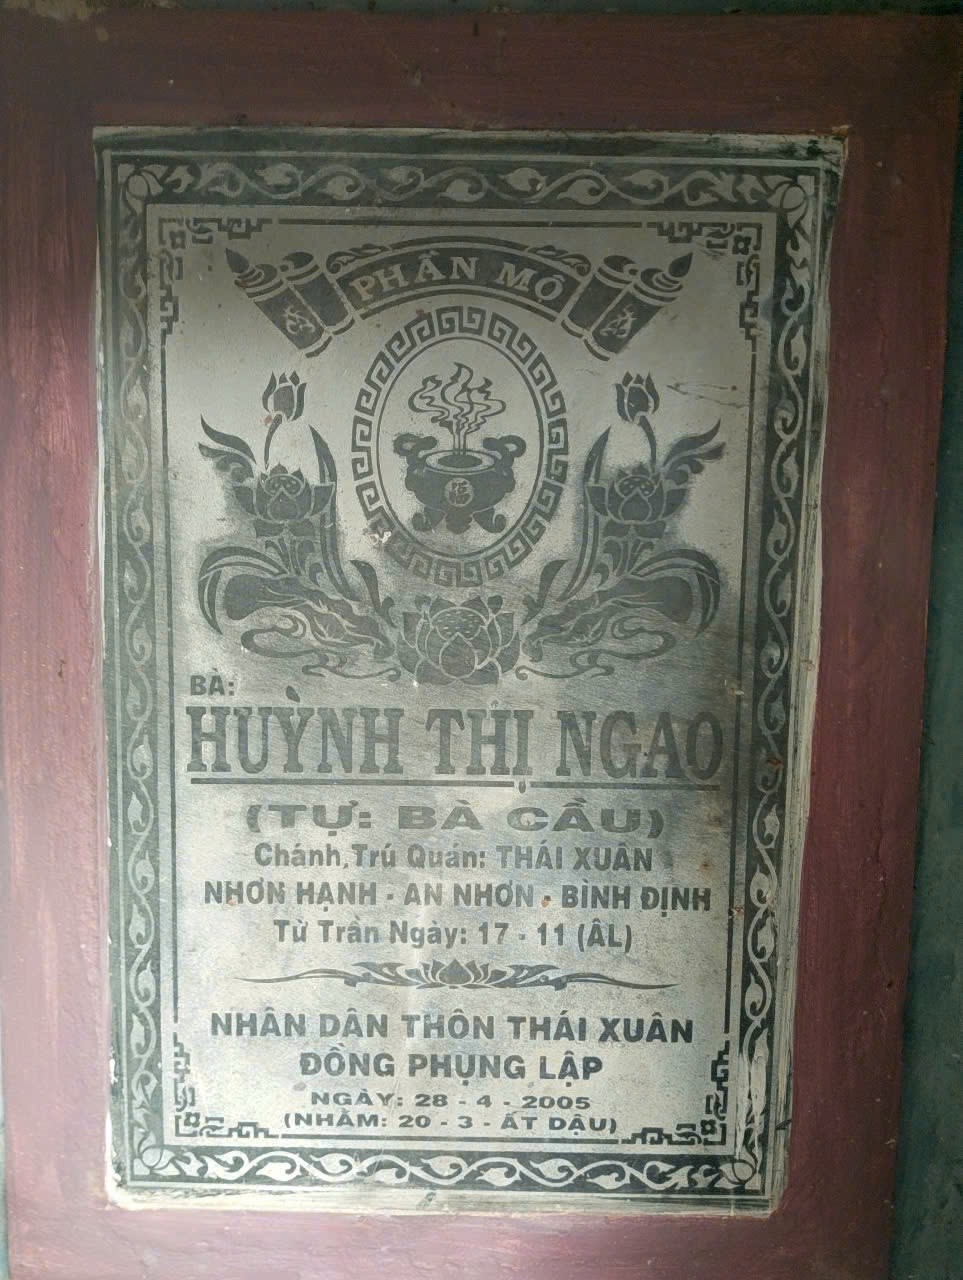 PHẦN MỘ
BÀ:
HUỲNH THỊ NGAO
(TỰ: BÀ CẦU)
Chánh, Trú Quán: THÁI XUÂN
NHƠN HẠNH - AN NHƠN - BÌNH ĐỊNH
Từ Trần Ngày: 17 - 11 (ÂL)
NHÂN DÂN THÔN THÁI XUÂN
ĐỒNG PHỤNG LẬP
NGÀY: 28 - 4 - 2005
(NHẰM: 20 - 3 - ẤT DẬU)